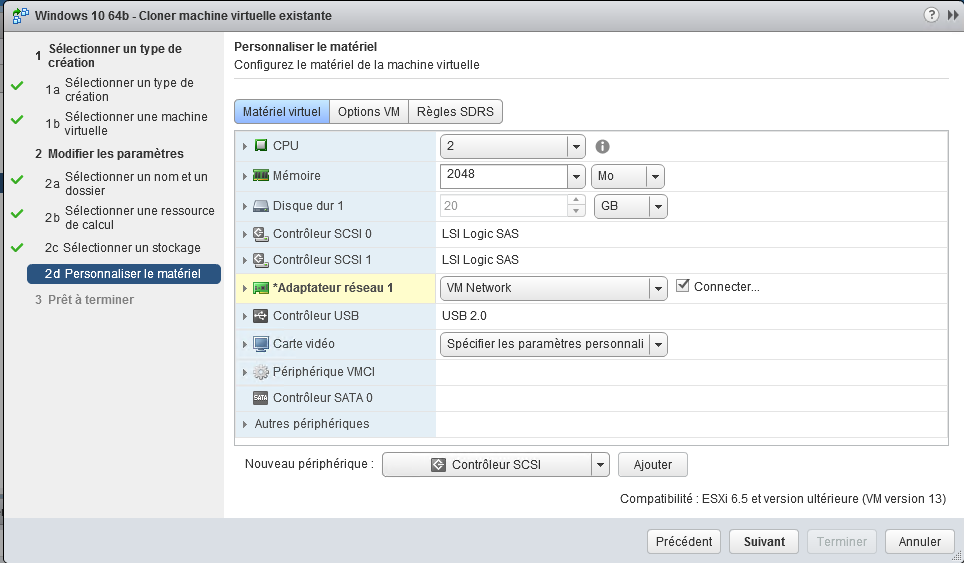 Windows 10 64b - Cloner machine virtuelle existante
1 Sélectionner un type de
création
1a Sélectionner un type de
création
1b Sélectionner une machine
virtuelle
2 Modifier les paramètres
2a Sélectionner un nom et un
dossier
2b Sélectionner une ressource
de calcul
2c Sélectionner un stockage
2d Personnaliser le matériel
3 Prêt à terminer
Personnaliser le matériel
Configurez le matériel de la machine virtuelle
Matériel virtuel Options VM Règles SDRS
CPU 2
Mémoire 2048 Mo
Disque dur 1 20 GB
Contrôleur SCSI 0 LSI Logic SAS
Contrôleur SCSI 1 LSI Logic SAS
*Adaptateur réseau 1 VM Network Connecter...
Contrôleur USB USB 2.0
Carte vidéo Spécifier les paramètres personnali
Périphérique VMCI
SATA Contrôleur SATA 0
Autres périphériques
Nouveau périphérique : Contrôleur SCSI Ajouter
Compatibilité : ESXi 6.5 et version ultérieure (VM version 13)
Précédent Suivant Terminer Annuler